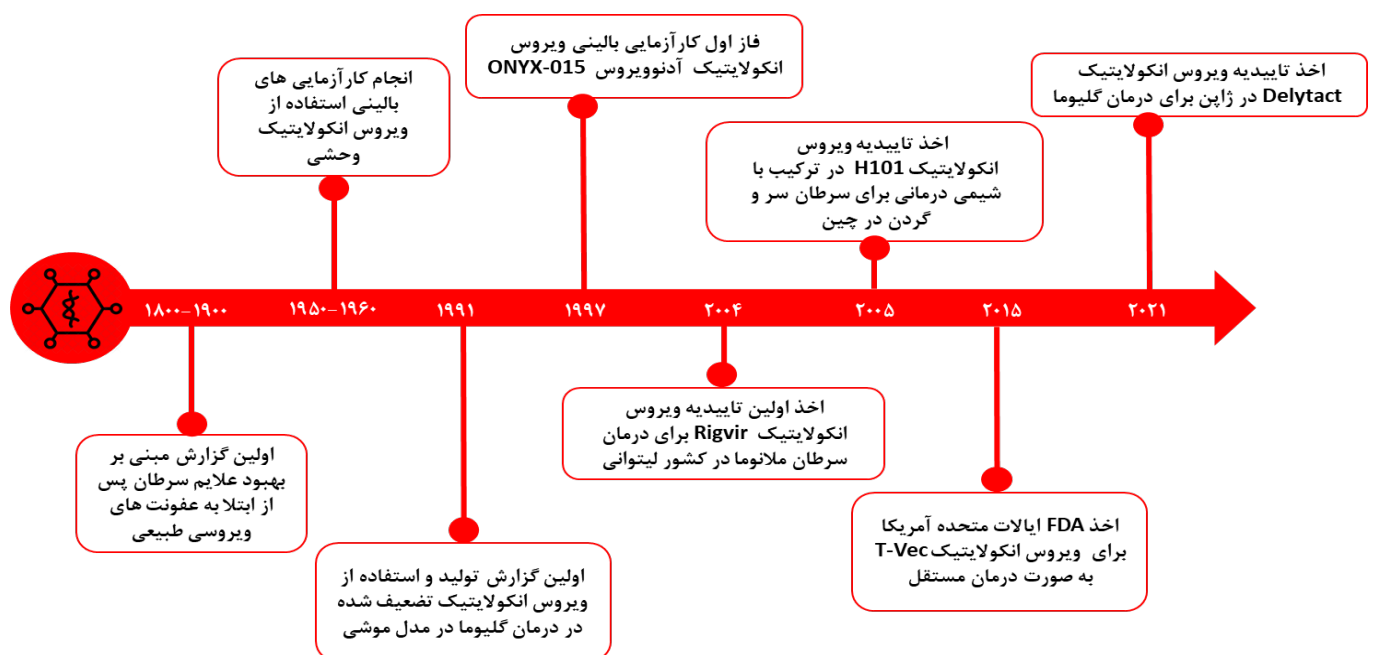 فاز اول کارآزمایی بالینی ویروس
انکولایتیک آدنوویروس ONYX-015
انجام کارآزمایی های
بالینی استفاده از
ویروس انکولایتیک
وحشی
اخذ تاییدیه ویروس انکولایتیک
Delytact در ژاپن برای درمان گلیوما
اخذ تاییدیه ویروس
انکولایتیک H101 در ترکیب با
شیمی درمانی برای سرطان سر و
گردن در چین
۱۸۰۰-۱۹۰۰
۱۹۵۰-۱۹۶۰
۱۹۹۱
۱۹۹۷
۲۰۰۴
۲۰۰۵
۲۰۱۵
۲۰۲۱
اولین گزارش مبنی بر
بهبود علایم سرطان پس
از ابتلا به عفونت های
ویروسی طبیعی
اولین گزارش تولید و استفاده از
ویروس انکولایتیک تضعیف شده
در درمان گلیوما در مدل موشی
اخذ اولین تاییدیه ویروس
انکولایتیک Rigvir برای درمان
سرطان ملانوما در کشور لیتوانی
اخذ FDA ایالات متحده آمریکا
برای ویروس انکولایتیک T-Vec
به صورت درمان مستقل